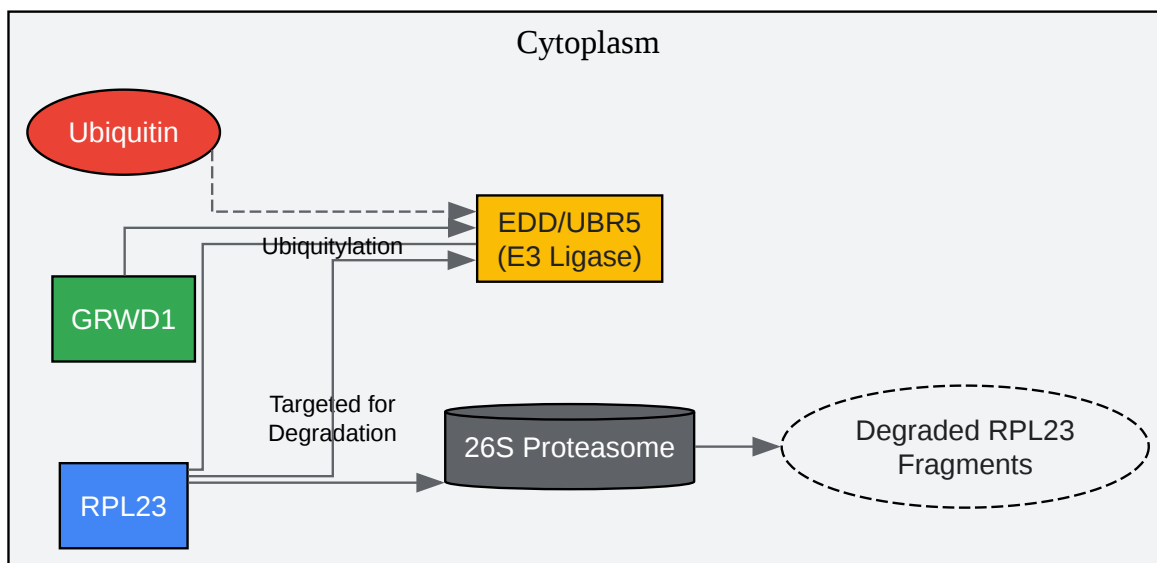 Cytoplasm
Ubiquitin
EDD/UBR5
(E3 Ligase)
Ubiquitylation
GRWD1
Targeted for
Degradation
26S Proteasome
Degraded RPL23
Fragments
RPL23